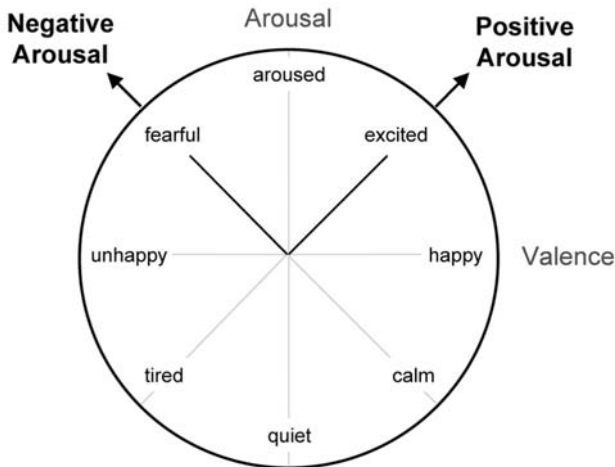 Negative
Arousal
Arousal
Positive
Arousal
aroused
fearful
excited
unhappy
happy
Valence
tired
calm
quiet